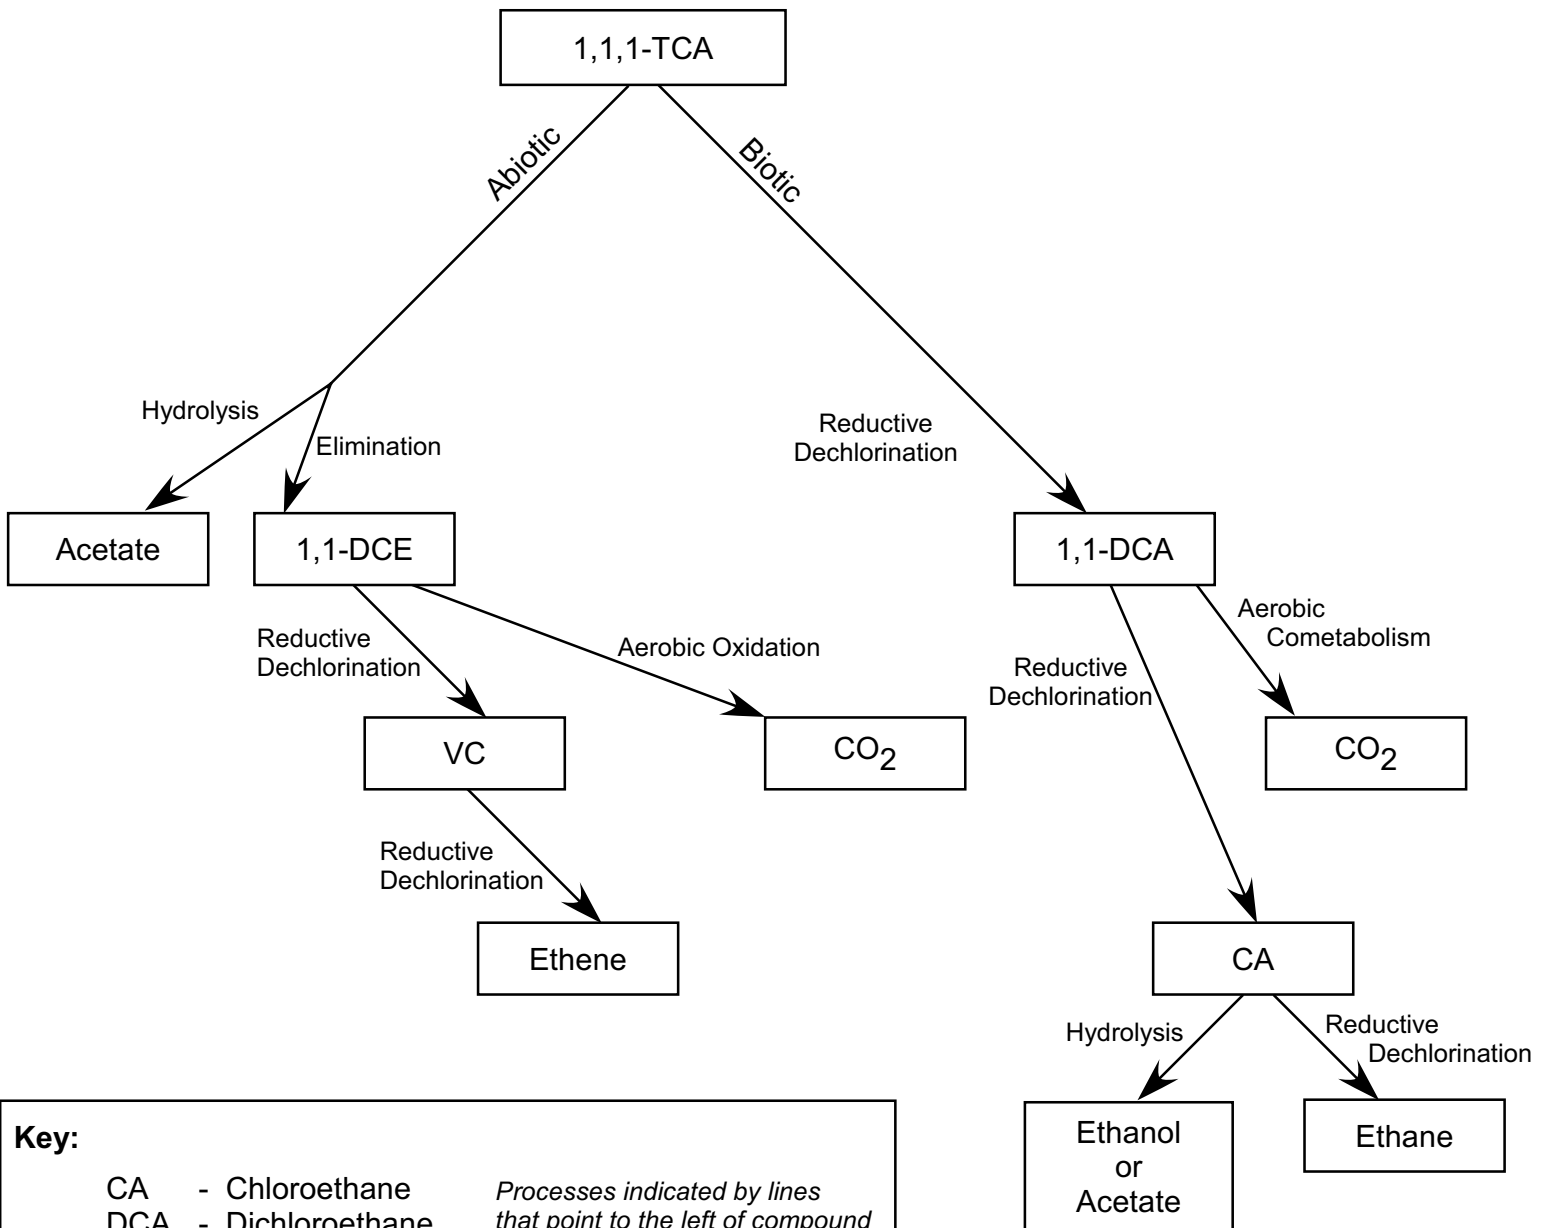 1,1,1-TCA
Abiotic
Biotic
Hydrolysis
Elimination
Reductive
Dechlorination
Acetate
1,1-DCE
1,1-DCA
Reductive
Dechlorination
Aerobic Oxidation
Reductive
Dechlorination
Aerobic
Cometabolism
VC
CO2
CO2
Reductive
Dechlorination
Ethene
CA
Hydrolysis
Reductive
Dechlorination
Ethanol
or
Acetate
Ethane
Key:
CA - Chloroethane
DCA - Dichloroethane
Processes indicated by lines
that point to the left of compound